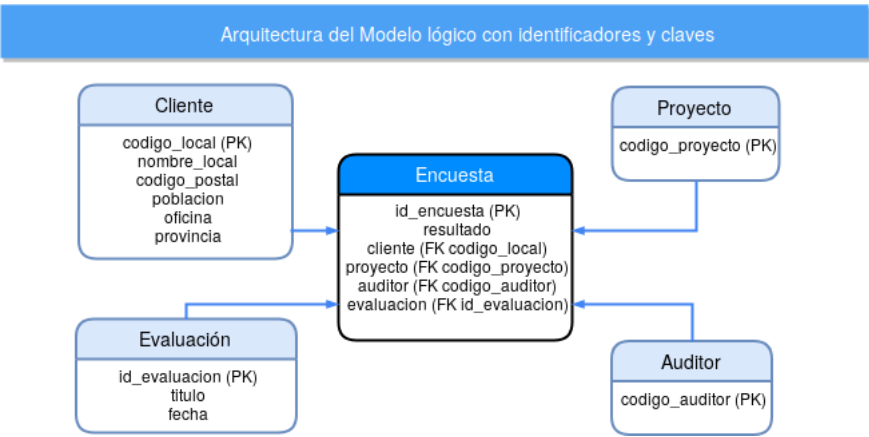 Arquitectura del Modelo lógico con identificadores y claves
Cliente
codigo_local (PK)
nombre_local
codigo_postal
poblacion
oficina
provincia
Proyecto
codigo_proyecto (PK)
Encuesta
id_encuesta (PK)
resultado
cliente (FK codigo_local)
proyecto (FK codigo_proyecto)
auditor (FK codigo_auditor)
evaluacion (FK id_evaluacion)
Evaluación
id_evaluacion (PK)
titulo
fecha
Auditor
codigo_auditor (PK)